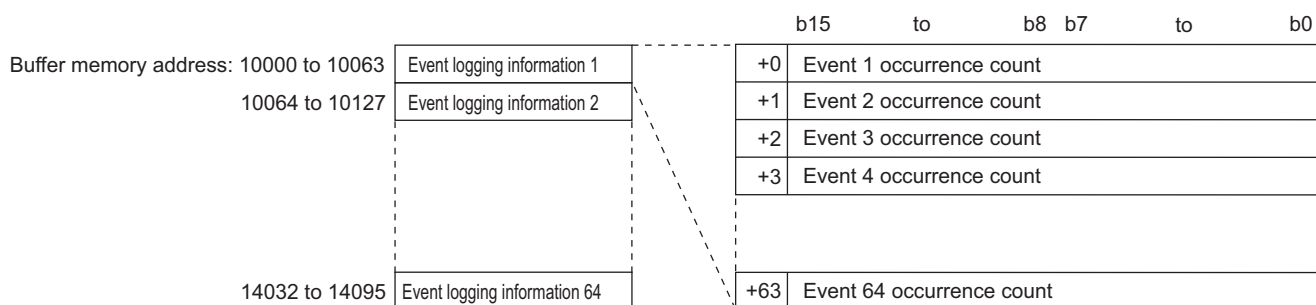 b15 to b8 b7 to b0
Buffer memory address: 10000 to 10063 Event logging information 1 +0 Event 1 occurrence count
10064 to 10127 Event logging information 2 +1 Event 2 occurrence count
+2 Event 3 occurrence count
+3 Event 4 occurrence count
14032 to 14095 Event logging information 64 +63 Event 64 occurrence count